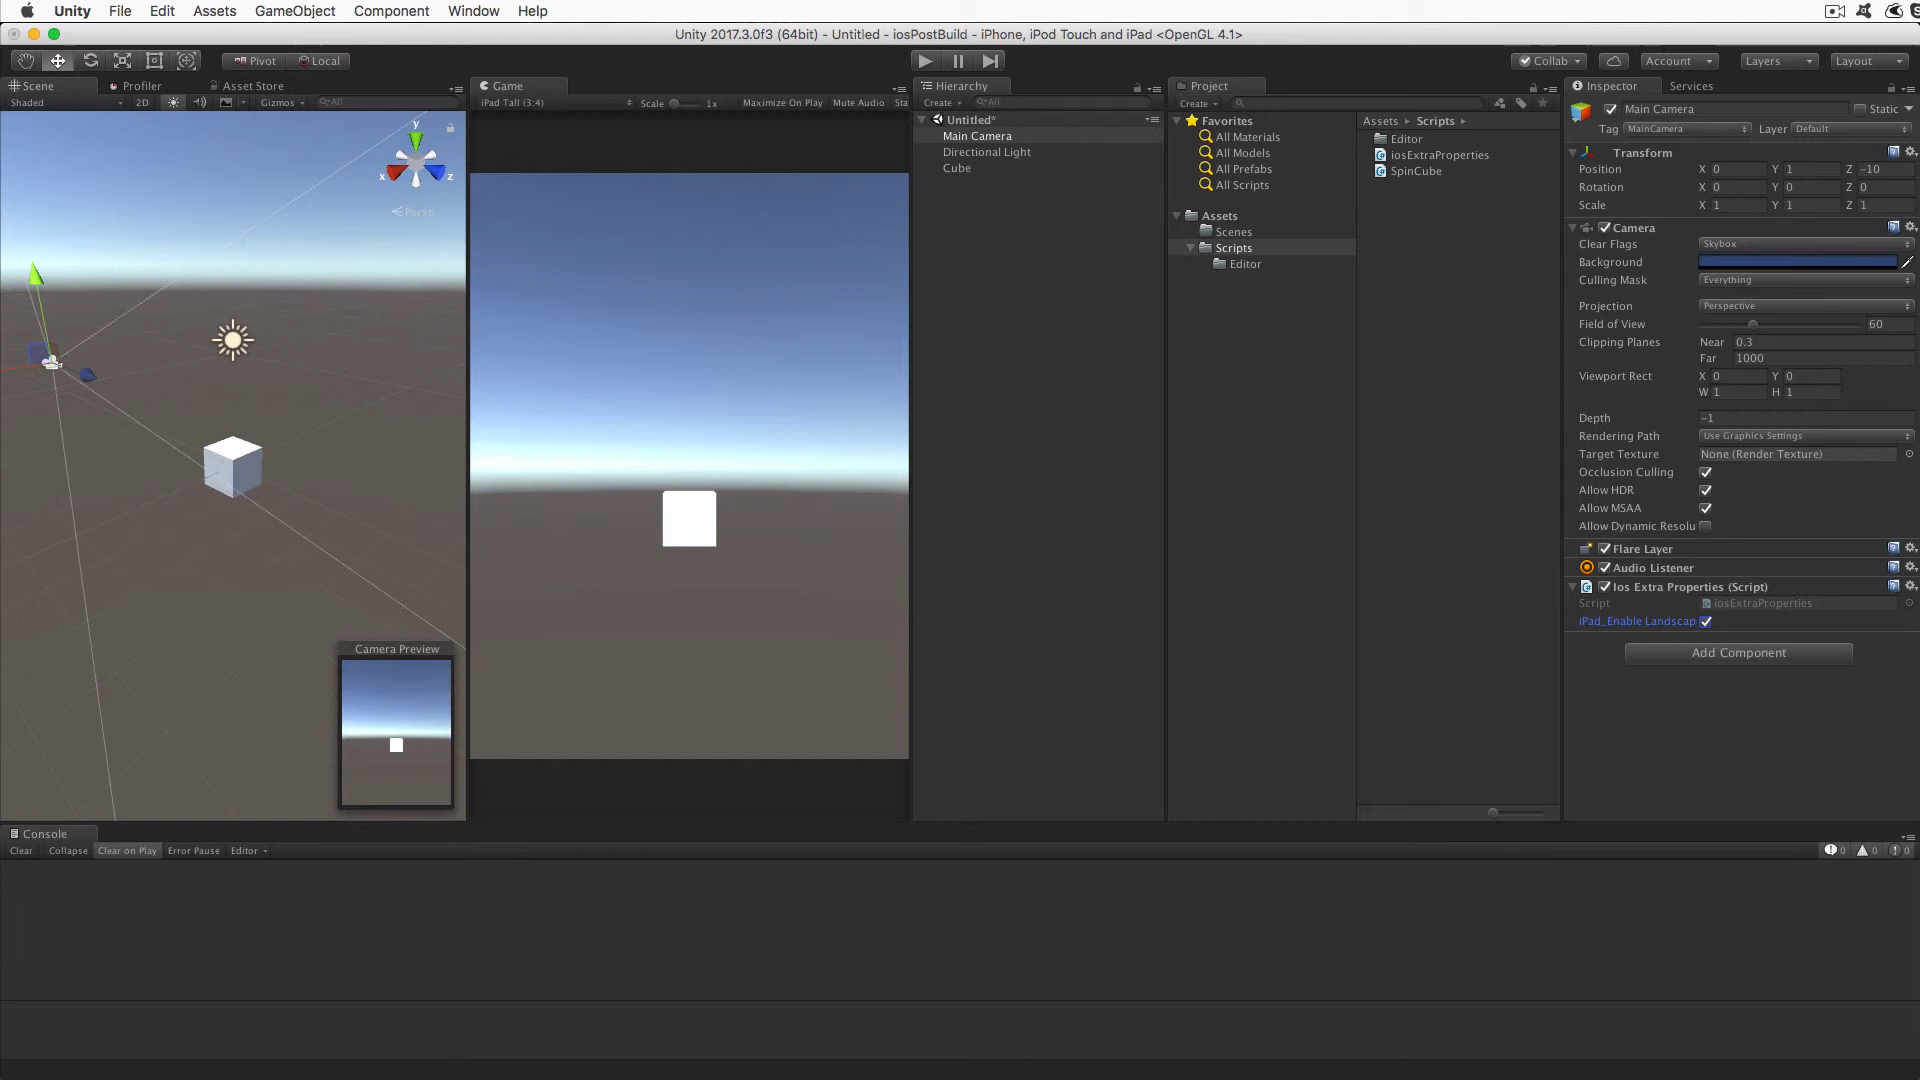 Unity File Edit Assets GameObject Component Window Help
Unity 2017.3.0f3 (64bit) - Untitled - iosPostBuild - iPhone, iPod Touch and iPad <OpenGL 4.1>
Pivot Local
Collab Account Layers Layout
Scene Profiler Asset Store
Shaded 2D Gizmos All
y
x z
Persp
Camera Preview
Game
iPad Tall (3:4) Scale 1x Maximize On Play Mute Audio Sta
Hierarchy
Create All
Untitled*
Main Camera
Directional Light
Cube
Project
Create
Favorites
All Materials
All Models
All Prefabs
All Scripts
Assets
Scenes
Scripts
Editor
Assets Scripts
Editor
iosExtraProperties
SpinCube
Inspector Services
Main Camera Static
Tag MainCamera Layer Default
Transform
Position X 0 Y 1 Z -10
Rotation X 0 Y 0 Z 0
Scale X 1 Y 1 Z 1
Camera
Clear Flags Skybox
Background
Culling Mask Everything
Projection Perspective
Field of View 60
Clipping Planes Near 0.3
Far 1000
Viewport Rect X 0 Y 0
W 1 H 1
Depth -1
Rendering Path Use Graphics Settings
Target Texture None (Render Texture)
Occlusion Culling
Allow HDR
Allow MSAA
Allow Dynamic Resolu
Flare Layer
Audio Listener
Ios Extra Properties (Script)
Script iosExtraProperties
iPad_Enable Landscap
Add Component
Console
Clear Collapse Clear on Play Error Pause Editor 0 0 0